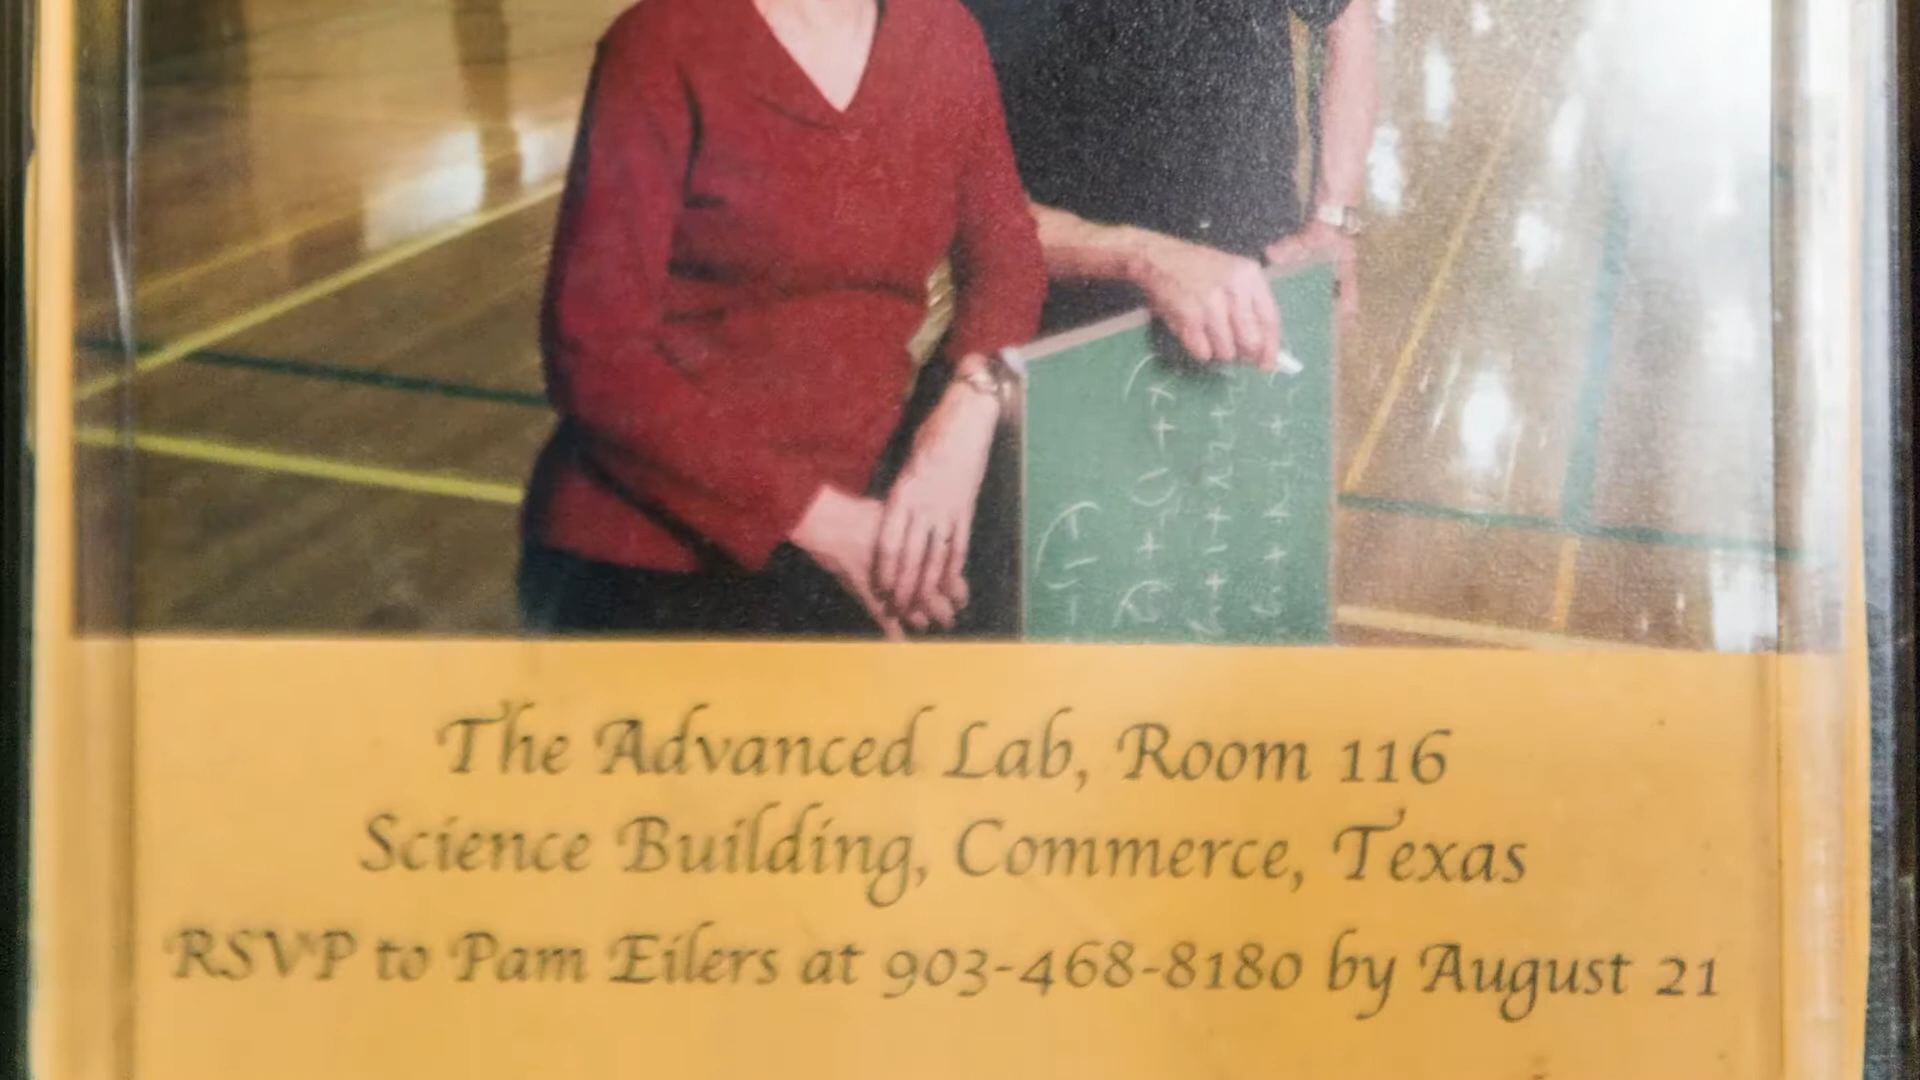 The Advanced Lab, Room 116
Science Building, Commerce, Texas
RSVP to Pam Eilers at 903-468-8180 by August 21